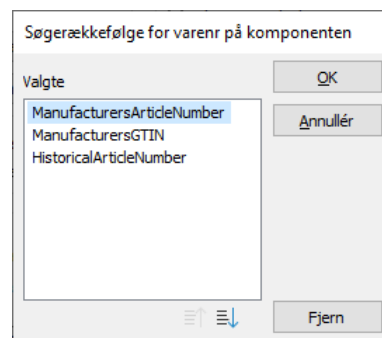 Søgerækkefølge for varenr på komponenten
Valgte
ManufacturersArticleNumber
ManufacturersGTIN
HistoricalArticleNumber
OK
Annullér
Fjern